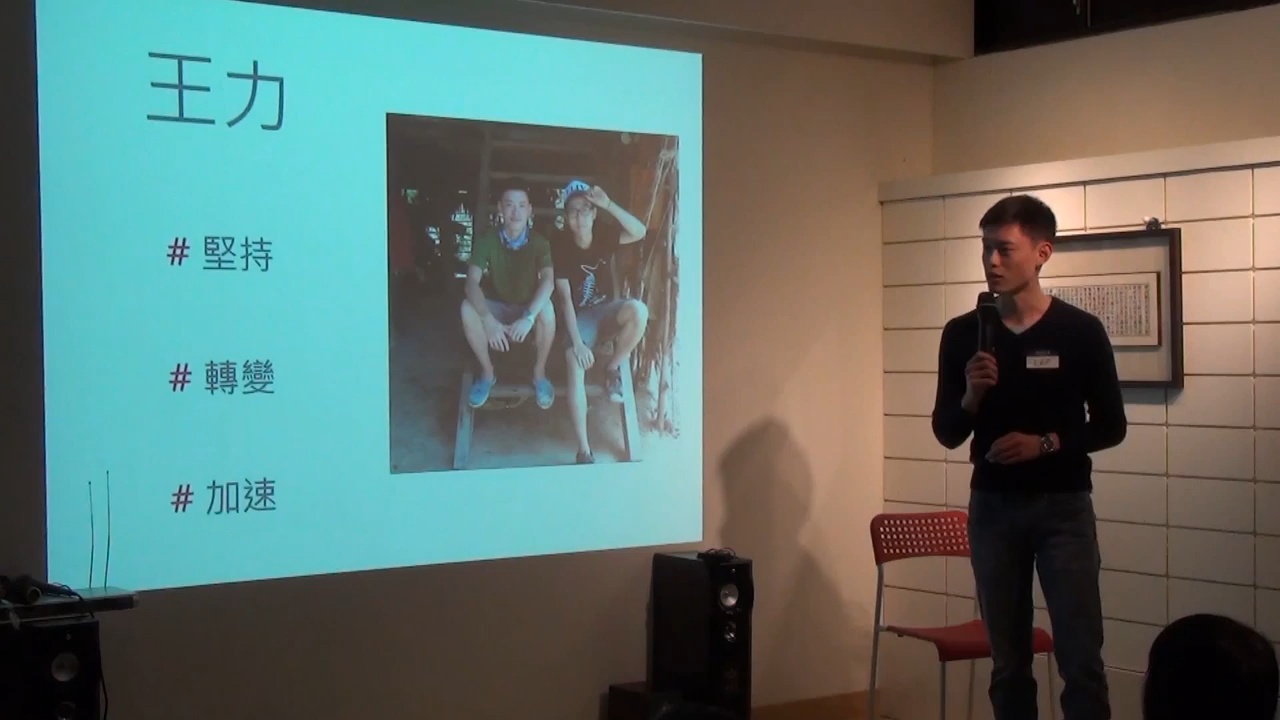 王力
# 堅持
# 轉變
# 加速